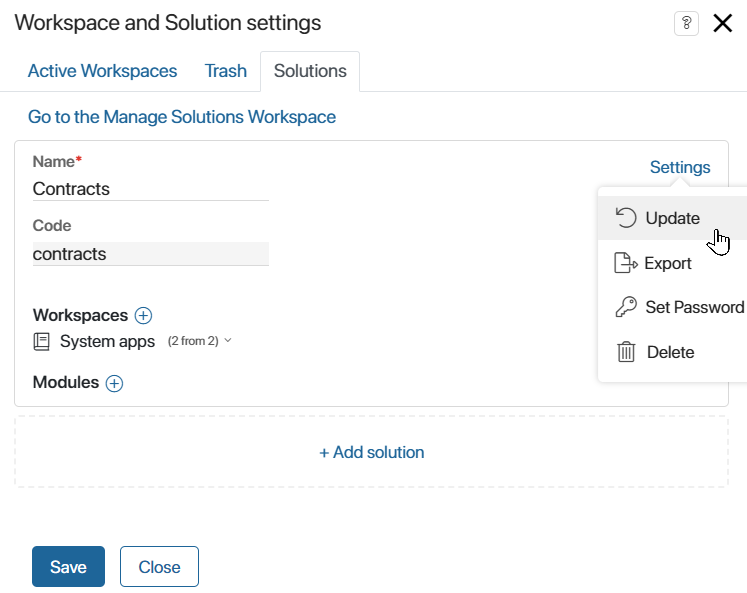 Workspace and Solution settings
?
Active Workspaces Trash Solutions
Go to the Manage Solutions Workspace
Name*
Settings
Contracts
Update
Code
contracts
Export
Set Password
Workspaces
System apps (2 from 2)
Delete
Modules
+ Add solution
Save Close